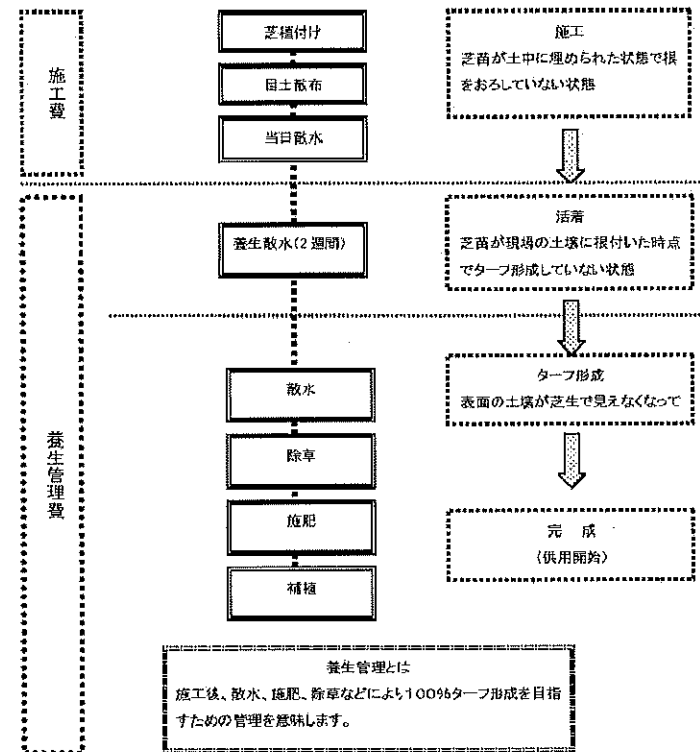 施工費
芝植付け
目土散布
当日散水
施工
芝苗が土中に埋められた状態で根
をおろしていない状態
養生管理費
養生散水(2週間)
活着
芝苗が現場の土壌に根付いた時点
でターフ形成していない状態
散水
除草
施肥
補植
ターフ形成
表面の土壌が芝生で見えなくなって
完 成
(供用開始)
養生管理とは
施工後、散水、施肥、除草などにより100%ターフ形成を目指
すための管理を意味します。